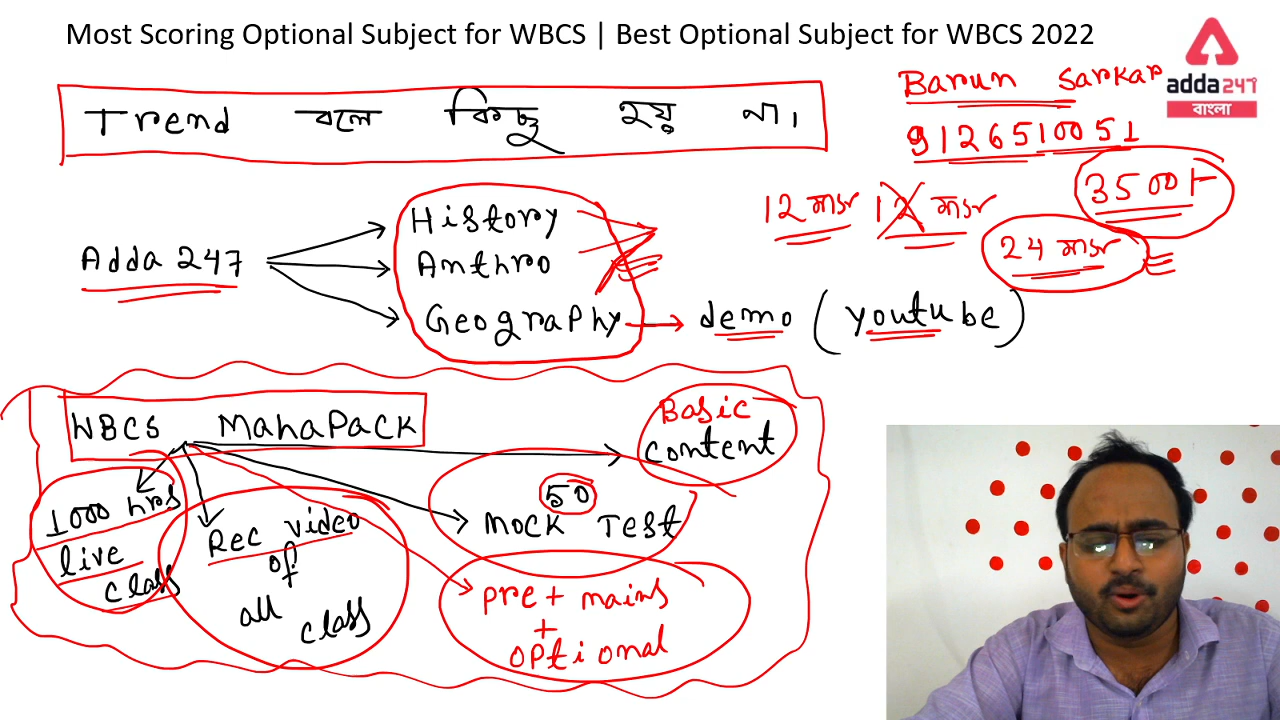 Most Scoring Optional Subject for WBCS | Best Optional Subject for WBCS 2022
adda247
বাংলা
Barun Sarkar
9126510051
Trend বলে কিছু হয় না।
3500/-
12 মাস 12 মাস
24 মাস
Adda 247
History
Anthro
Geography
demo (youtube)
WBCS MahaPack
Basic
content
1000 hrs
live
class
Rec video
of
all
class
50
Mock Test
Pre + mains
+
optional